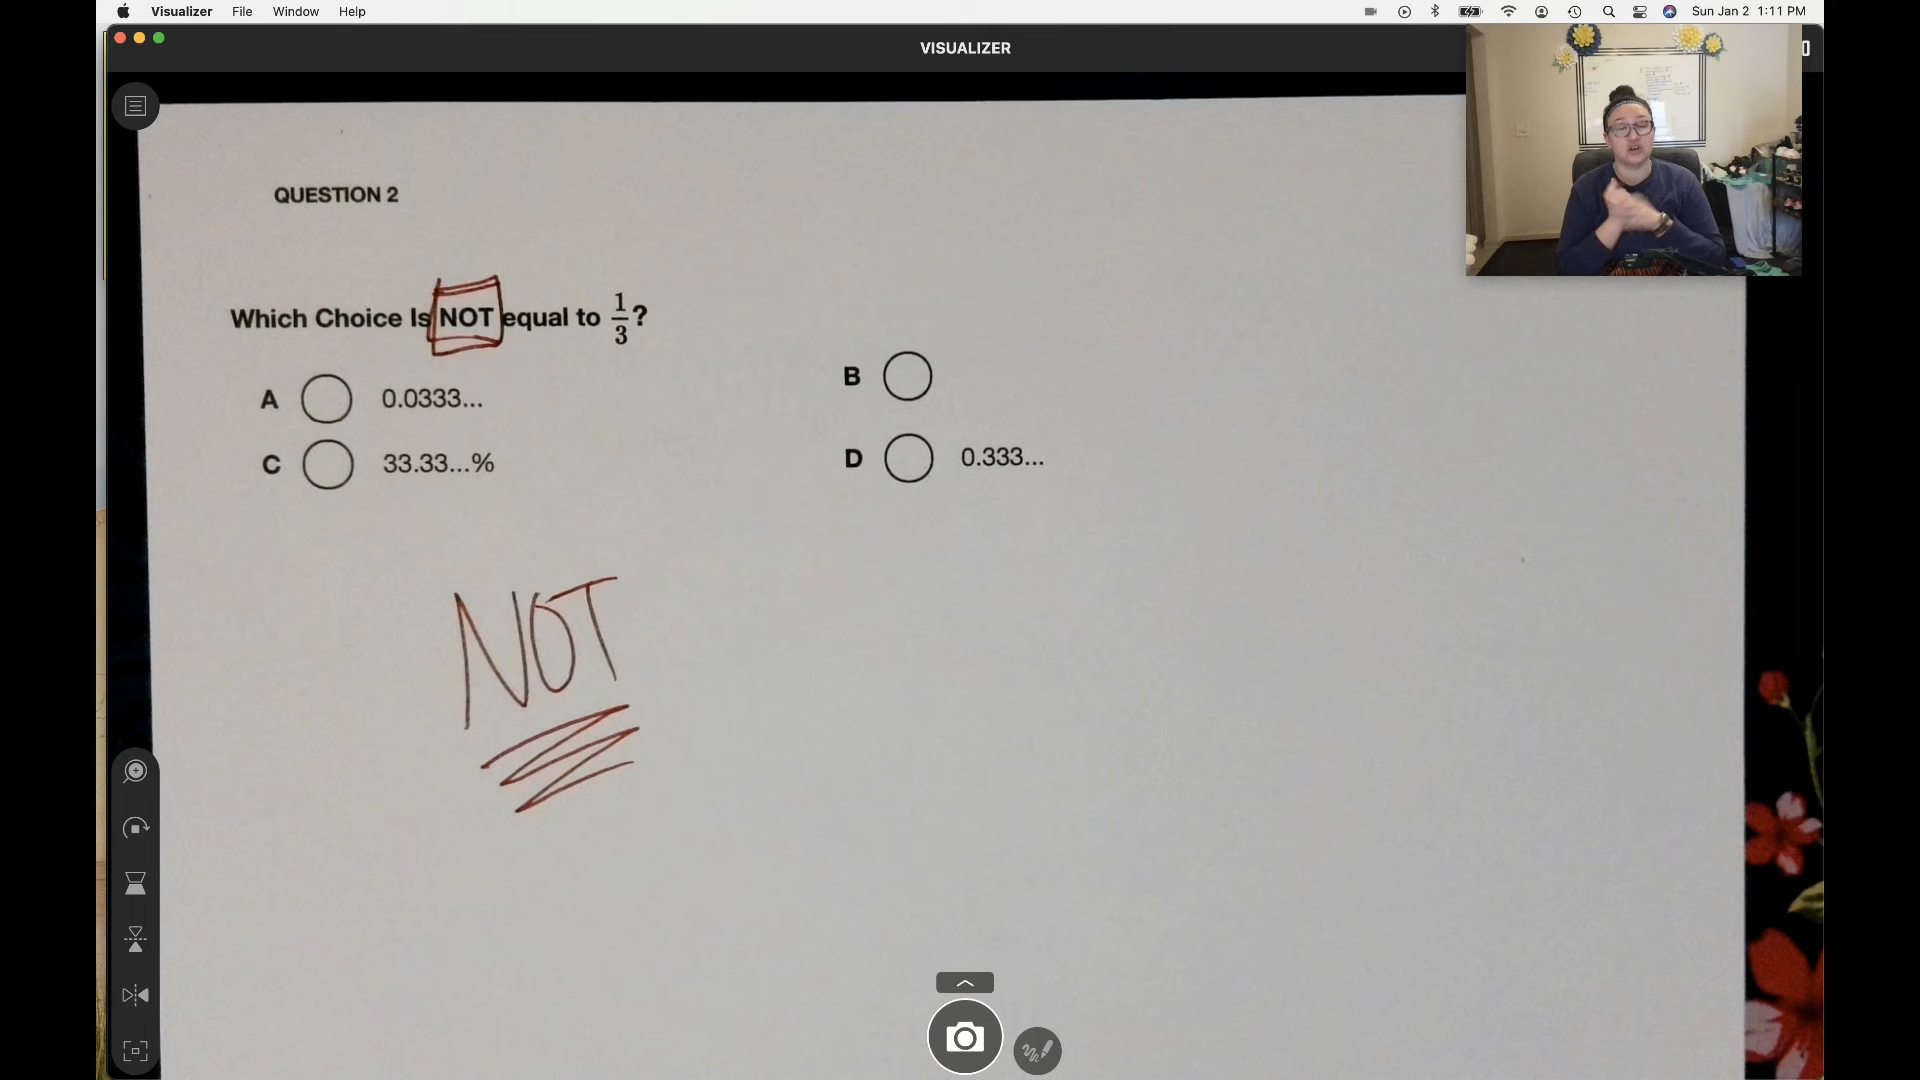 Visualizer File Window Help Sun Jan 2 1:11 PM
VISUALIZER
QUESTION 2
Which Choice Is NOT equal to 1/3?
A 0.0333...
B
C 33.33...%
D 0.333...
NOT